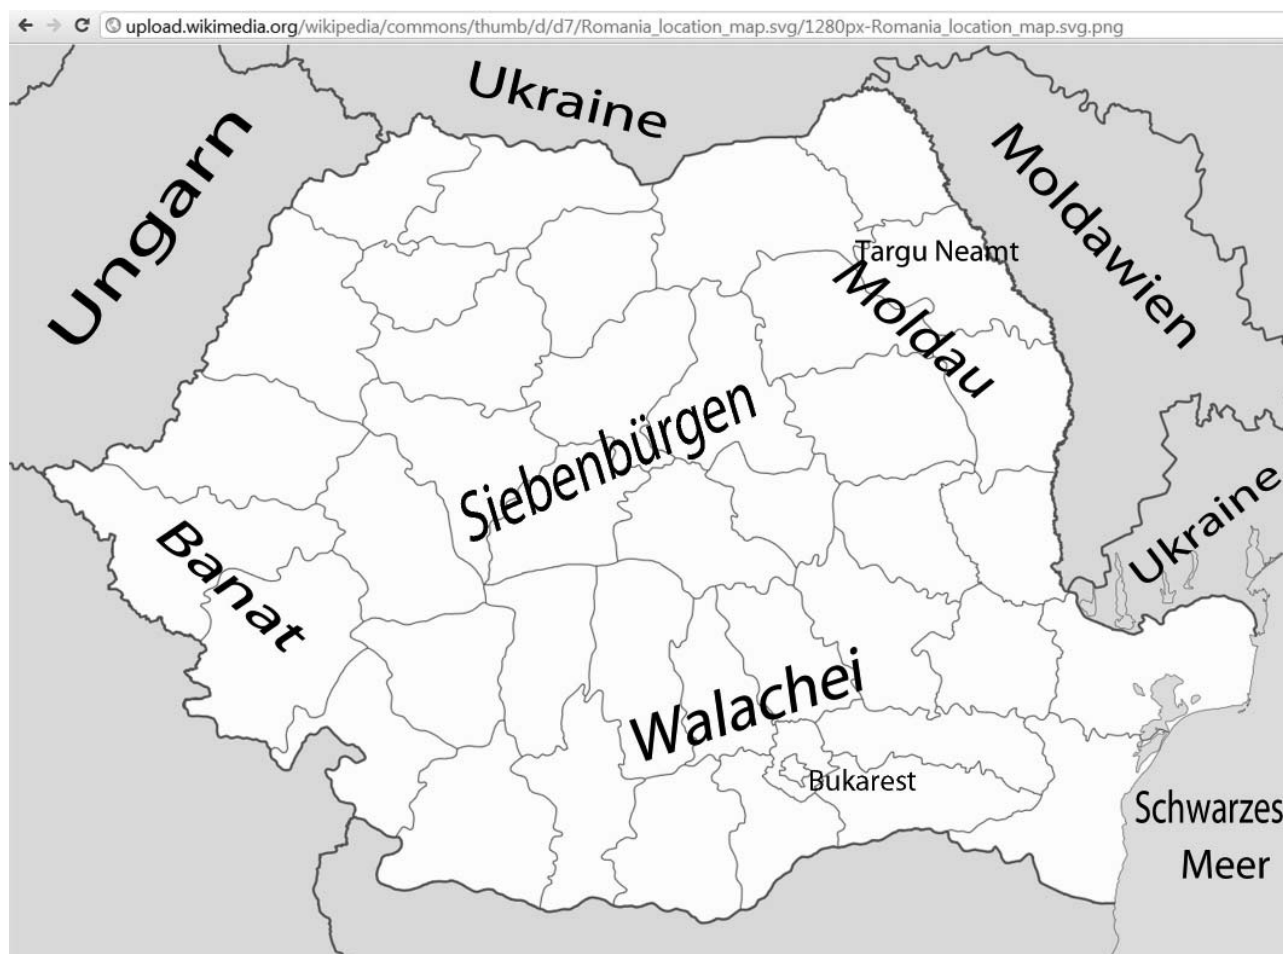 upload.wikimedia.org/wikipedia/commons/thumb/d/d7/Romania_location_map.svg/1280px-Romania_location_map.svg.png
Ukraine
Ungarn
Moldawien
Targu Neamt
Moldau
Siebenbürgen
Ukraine
Banat
Walachei
Bukarest
Schwarzes
Meer